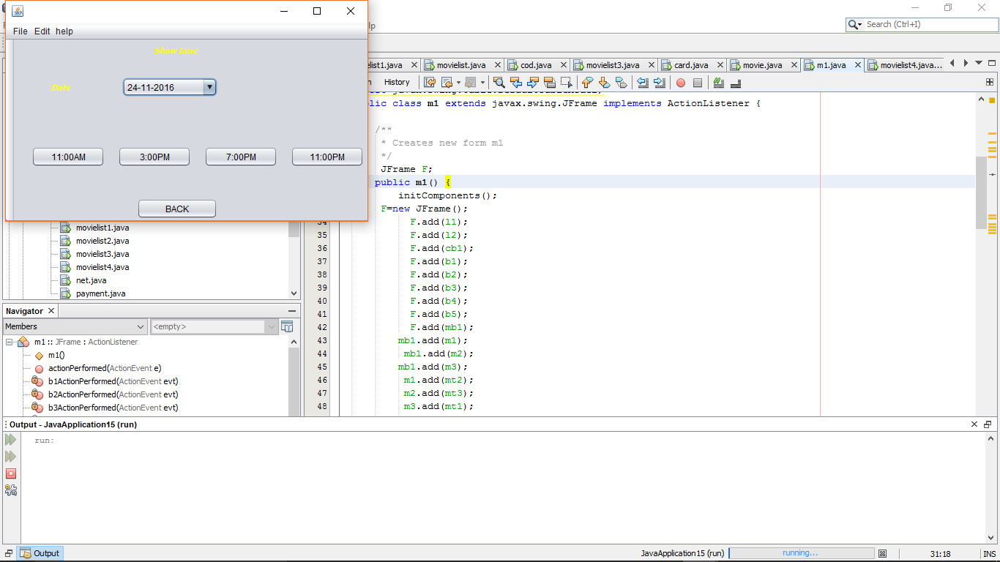 File Edit help
Show time
Date
24-11-2016
11:00AM 3:00PM 7:00PM 11:00PM
BACK
Search (Ctrl+I)
list1.java movielist.java cod.java movielist3.java card.java movie.java m1.java movielist4.java...
History
class m1 extends javax.swing.JFrame implements ActionListener {
/**
* Creates new form m1
*/
JFrame F;
public m1() {
initComponents();
F=new JFrame();
34 F.add(l1);
35 F.add(l2);
36 F.add(cb1);
37 F.add(b1);
38 F.add(b2);
39 F.add(b3);
40 F.add(b4);
41 F.add(b5);
42 F.add(mb1);
43 mb1.add(m1);
44 mb1.add(m2);
45 mb1.add(m3);
46 m1.add(mt2);
47 m2.add(mt3);
48 m3.add(mt1);
movielist1.java
movielist2.java
movielist3.java
movielist4.java
net.java
payment.java
Navigator
Members <empty>
m1 :: JFrame : ActionListener
m1()
actionPerformed(ActionEvent e)
b1ActionPerformed(ActionEvent evt)
b2ActionPerformed(ActionEvent evt)
b3ActionPerformed(ActionEvent evt)
Output - JavaApplication15 (run)
run:
Output
JavaApplication15 (run) running... 31:18 INS